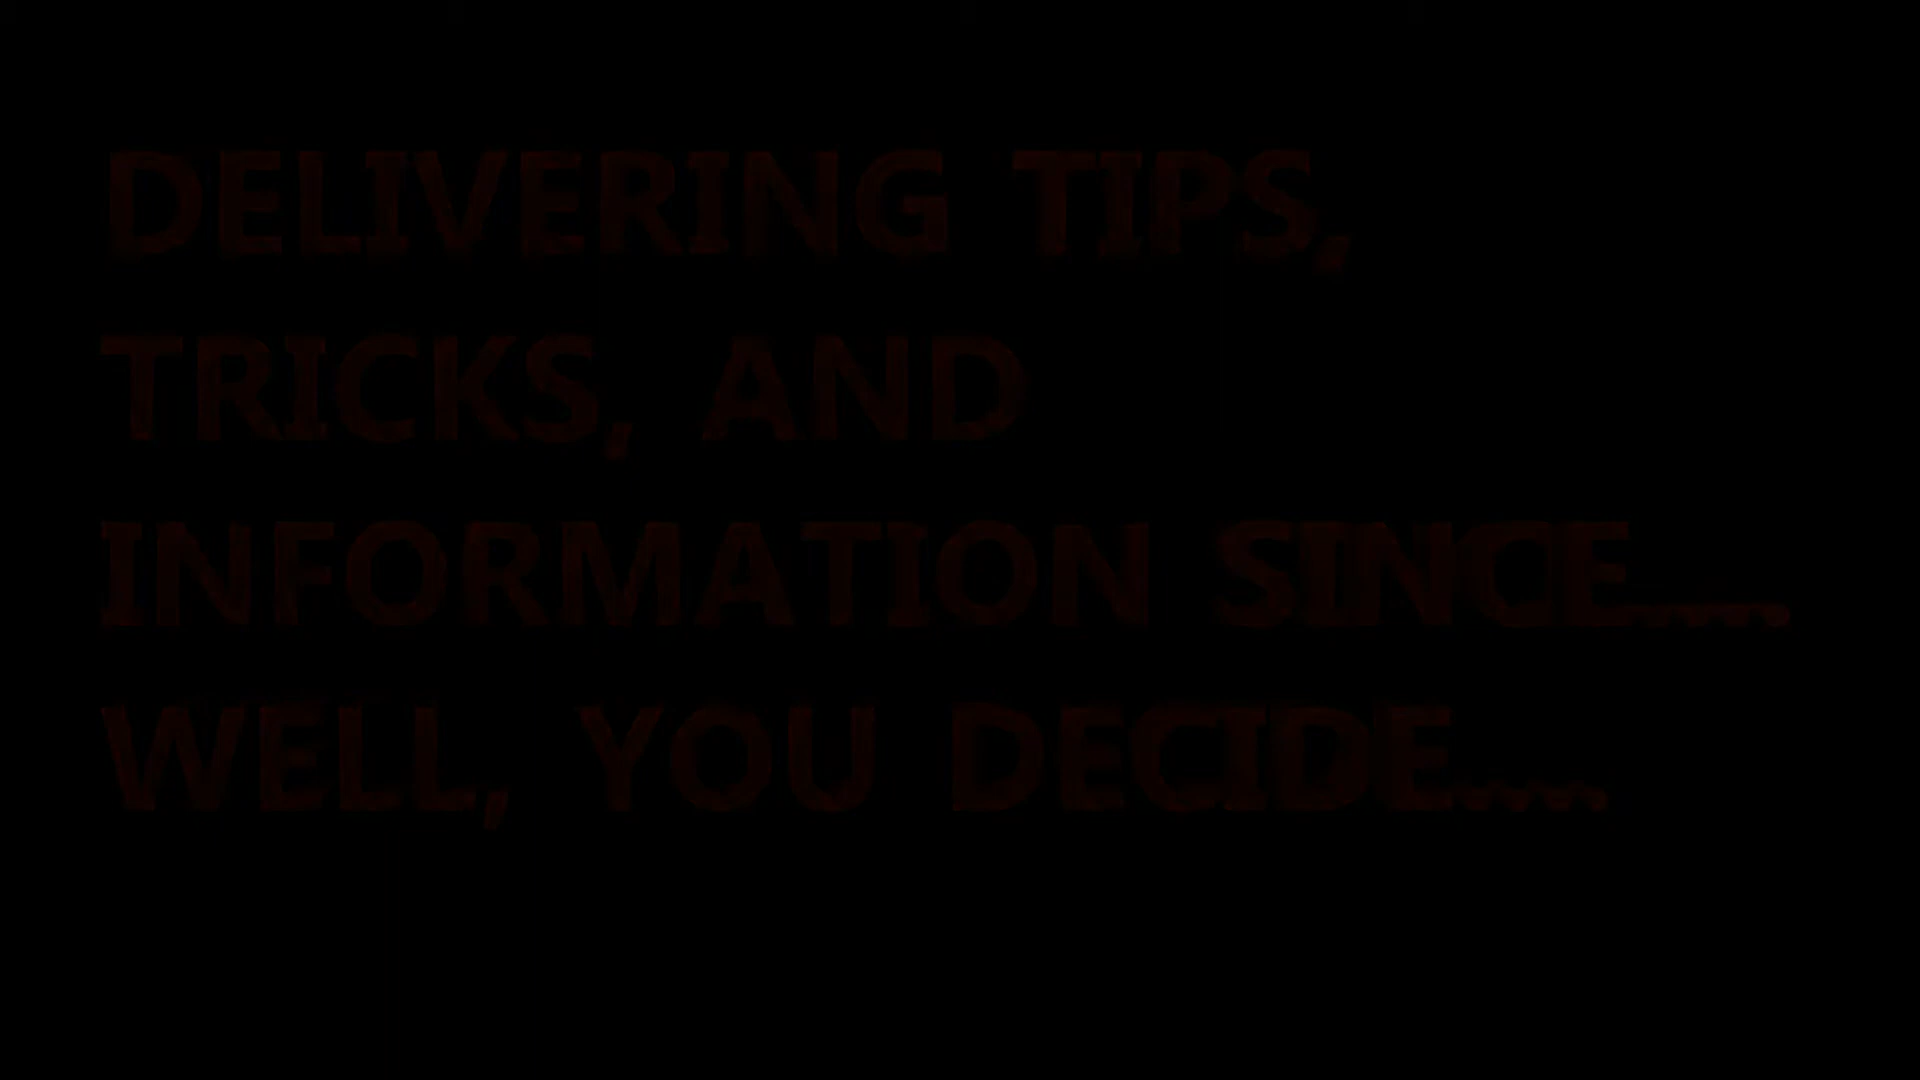 DELIVERING TIPS,
TRICKS, AND
INFORMATION SINCE.....
WELL, YOU DECIDE.....